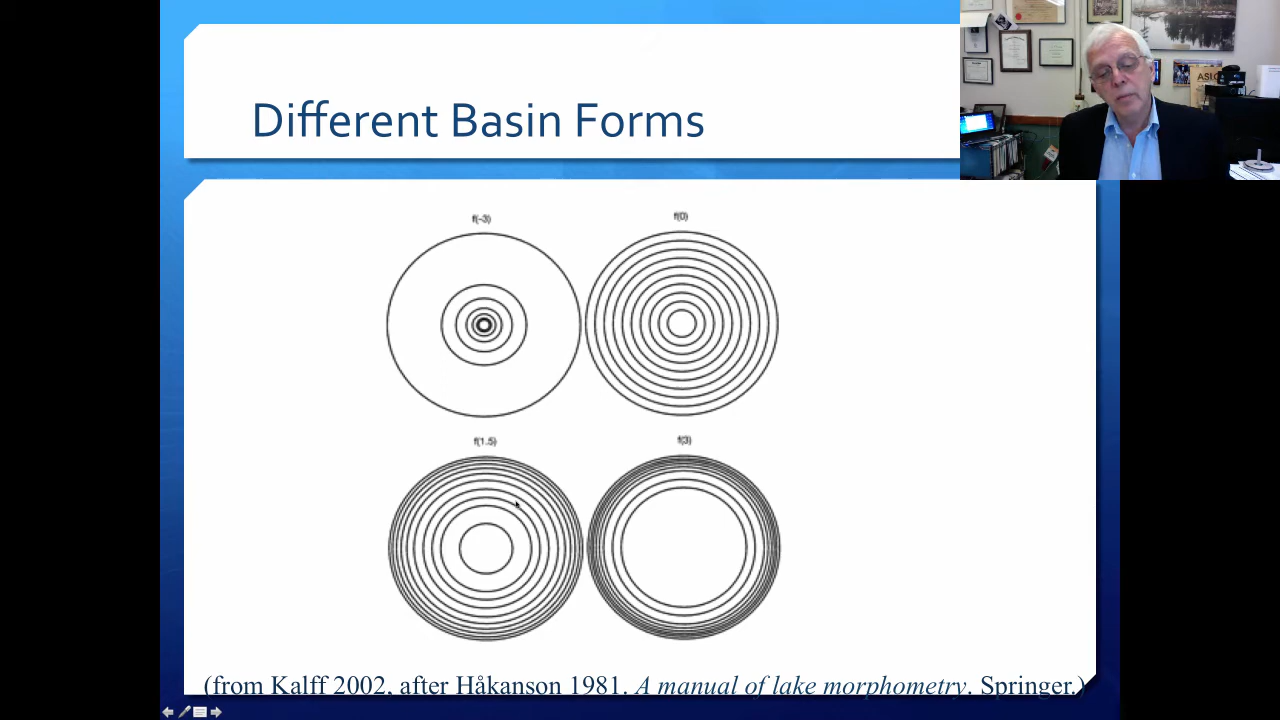 Different Basin Forms
ASLO
f(-3)
f(0)
f(1.5)
f(3)
(from Kalff 2002, after Håkanson 1981. A manual of lake morphometry. Springer.)